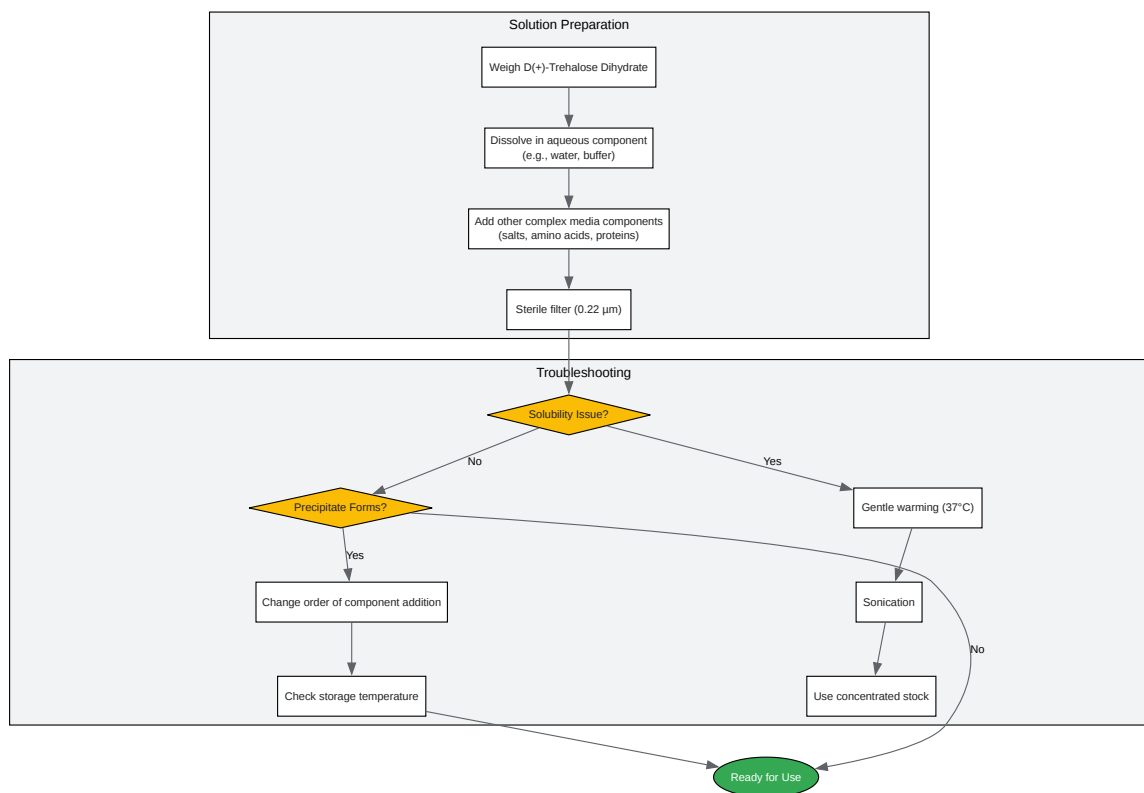 Solution Preparation
Weigh D(+)-Trehalose Dihydrate
Dissolve in aqueous component
(e.g., water, buffer)
Add other complex media components
(salts, amino acids, proteins)
Sterile filter (0.22 µm)
Troubleshooting
Solubility Issue?
No
Yes
Precipitate Forms?
Gentle warming (37°C)
Yes
Change order of component addition
Sonication
No
Check storage temperature
Use concentrated stock
Ready for Use